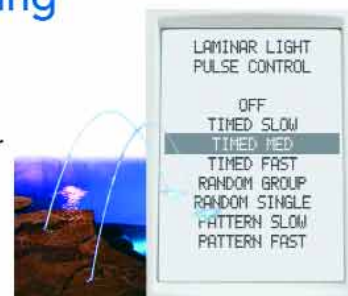 ing
LAMINAR LIGHT
PULSE CONTROL
OFF
TIMED SLOW
TIMED MED
TIMED FAST
RANDOM GROUP
RANDOM SINGLE
PATTERN SLOW
PATTERN FAST